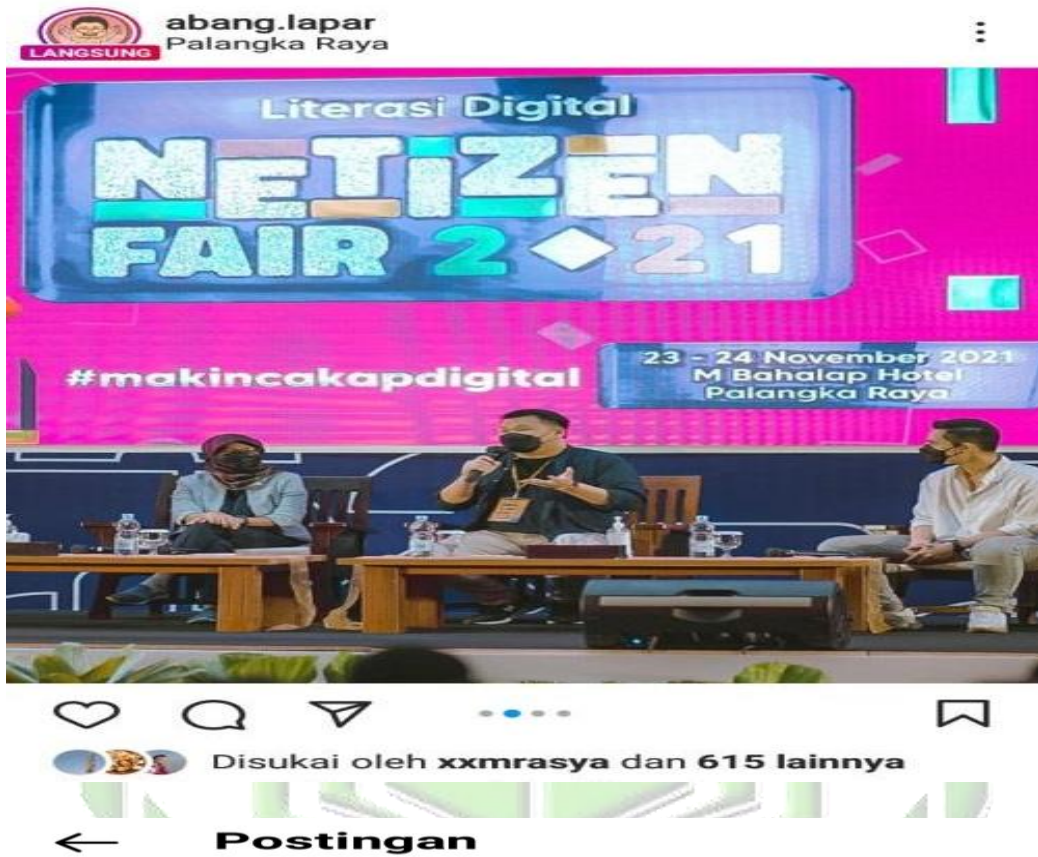 abang.lapar
LANGSUNG
Palangka Raya
Literasi Digital
NETIZEN
FAIR 2021
#makincakapdigital
23 - 24 November 2021
M Bahalap Hotel
Palangka Raya
Disukai oleh xxmrasya dan 615 lainnya
Postingan